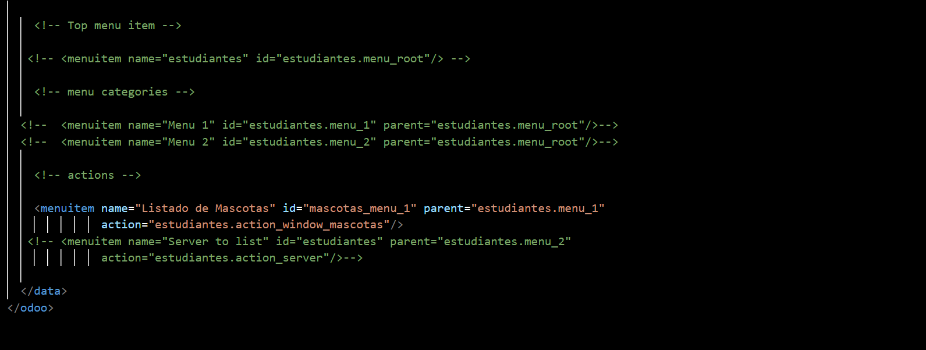 <!-- Top menu item -->
<!-- <menuitem name="estudiantes" id="estudiantes.menu_root"/> -->
<!-- menu categories -->
<!--  <menuitem name="Menu 1" id="estudiantes.menu_1" parent="estudiantes.menu_root"/>-->
<!--  <menuitem name="Menu 2" id="estudiantes.menu_2" parent="estudiantes.menu_root"/>-->
<!-- actions -->
<menuitem name="Listado de Mascotas" id="mascotas_menu_1" parent="estudiantes.menu_1"
action="estudiantes.action_window_mascotas"/>
<!-- <menuitem name="Server to list" id="estudiantes" parent="estudiantes.menu_2"
action="estudiantes.action_server"/>-->
</data>
</odoo>